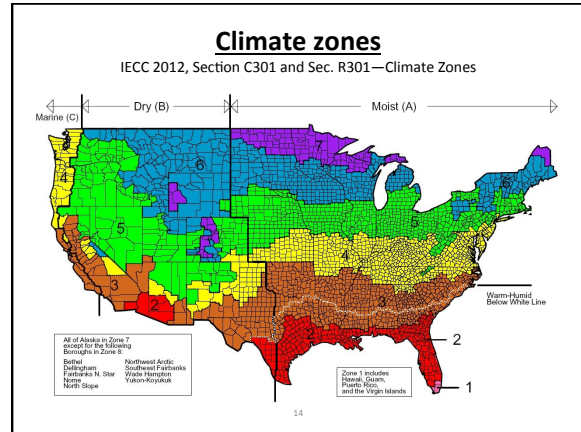 Climate zones
IECC 2012, Section C301 and Sec. R301—Climate Zones
Marine (C)
Dry (B)
Moist (A)
7
6
6
4
5
5
4
3
3
2
2
2
1
Warm-Humid
Below White Line
All of Alaska in Zone 7
except for the following
Boroughs in Zone 8:
Bethel
Dellingham
Fairbanks N. Star
Nome
North Slope
Northwest Arctic
Southeast Fairbanks
Wade Hampton
Yukon-Koyukuk
Zone 1 includes
Hawaii, Guam,
Puerto Rico,
and the Virgin Islands
14